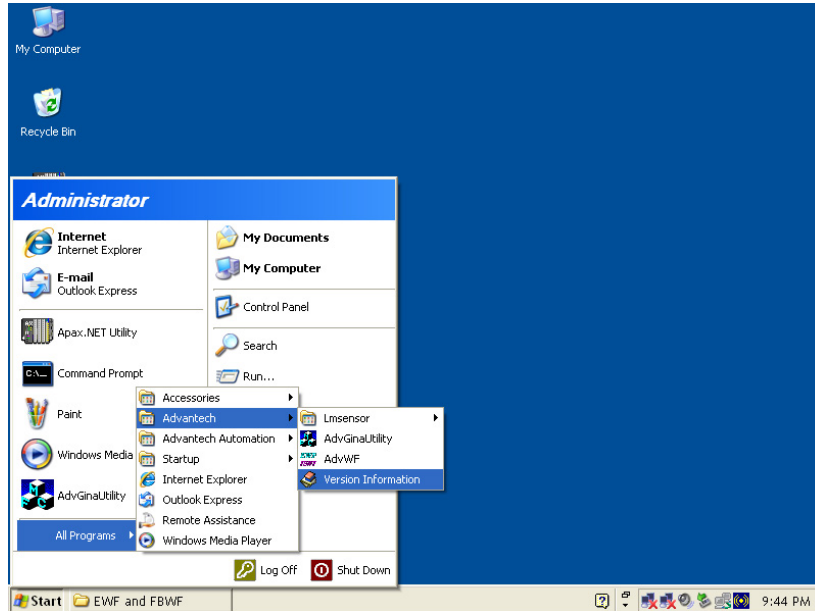 My Computer
Recycle Bin
Administrator
Internet
Internet Explorer
E-mail
Outlook Express
Apax.NET Utility
Command Prompt
Paint
Windows Media
AdvGinaUtility
All Programs
My Documents
My Computer
Control Panel
Search
Run...
Accessories
Advantech
Advantech Automation
Startup
Internet Explorer
Outlook Express
Remote Assistance
Windows Media Player
Lmsensor
AdvGinaUtility
AdvWF
Version Information
Log Off
Shut Down
Start
EWF and FBWF
9:44 PM